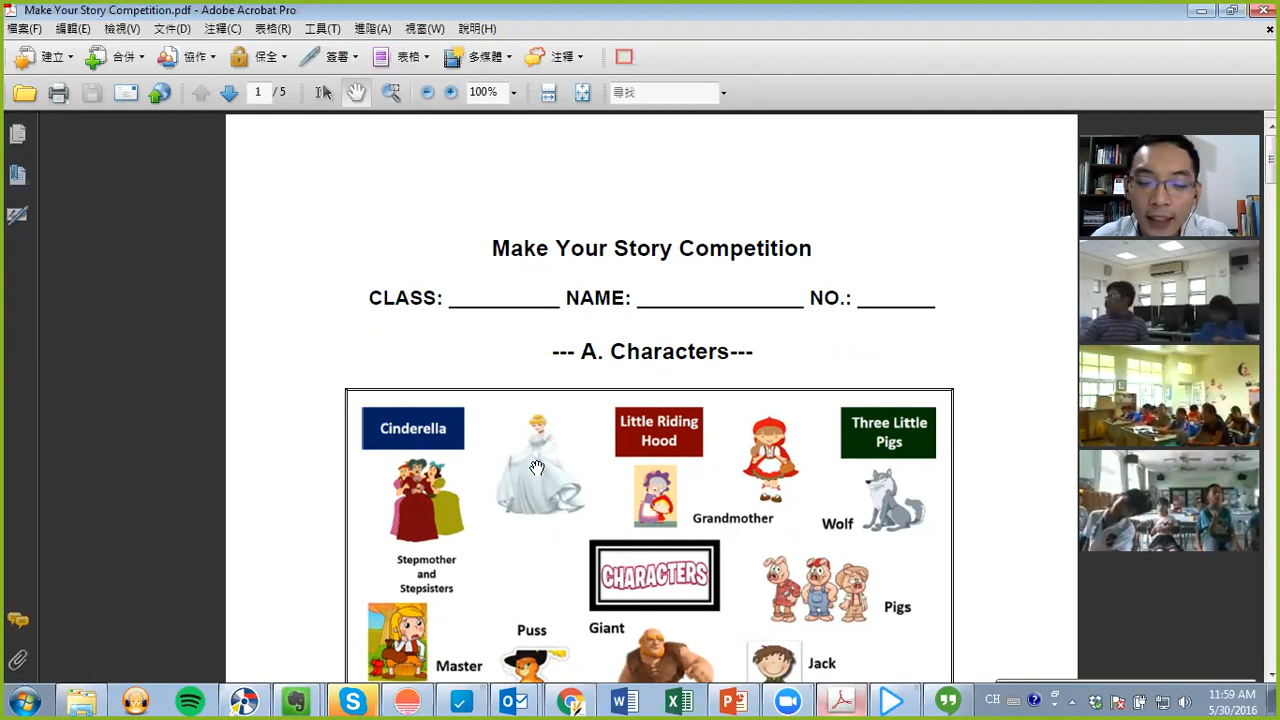 Make Your Story Competition.pdf - Adobe Acrobat Pro
檔案(F) 編輯(E) 檢視(V) 文件(D) 注釋(C) 表格(R) 工具(T) 進階(A) 視窗(W) 說明(H)
建立 合併 協作 保全 簽署 表格 多媒體 注釋
1 / 5 100% 尋找
Make Your Story Competition
CLASS: __________ NAME: _______________ NO.: _______
--- A. Characters---
Cinderella
Little Riding
Hood
Three Little
Pigs
Grandmother
Wolf
Stepmother
and
Stepsisters
CHARACTERS
Pigs
Puss
Giant
Master
Jack
CH
11:59 AM
5/30/2016